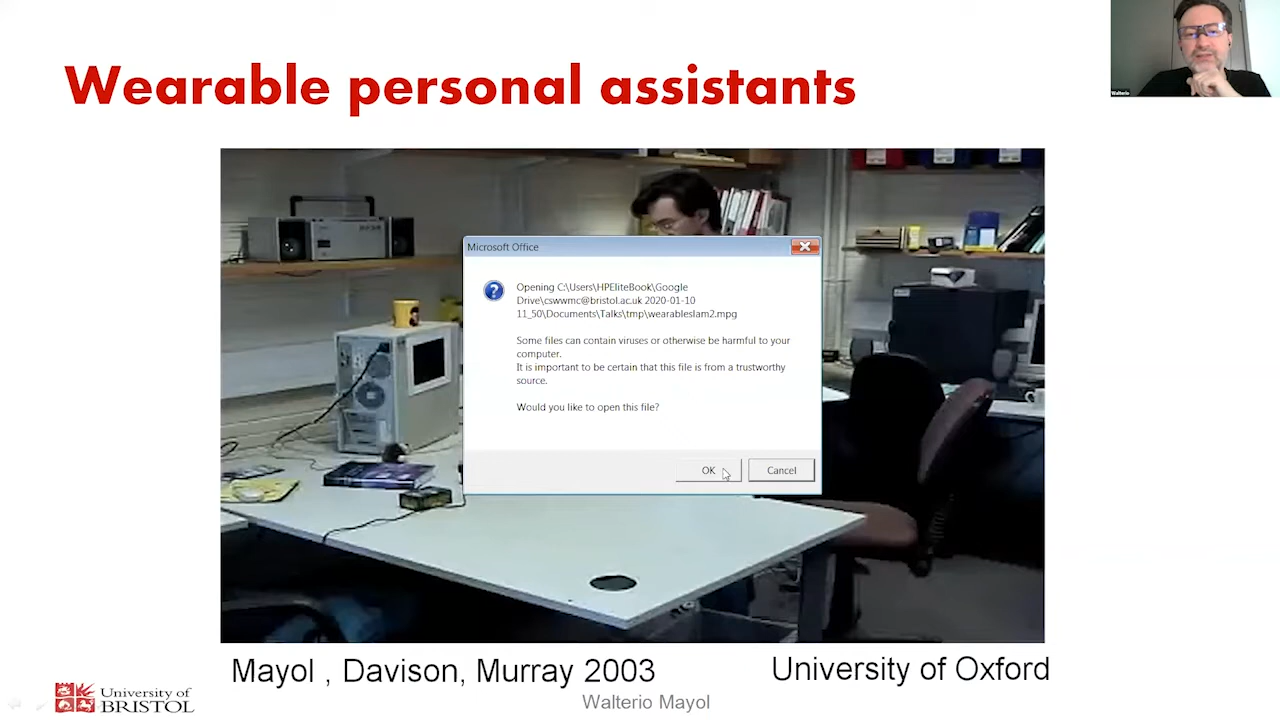 Wearable personal assistants
Walterio
Microsoft Office
Opening C:\Users\HPEliteBook\Google
Drive\cswwmc@bristol.ac.uk 2020-01-10
11_50\Documents\Talks\tmp\wearableslam2.mpg
Some files can contain viruses or otherwise be harmful to your
computer.
It is important to be certain that this file is from a trustworthy
source.
Would you like to open this file?
OK
Cancel
Mayol , Davison, Murray 2003
University of Oxford
University of
BRISTOL
Walterio Mayol